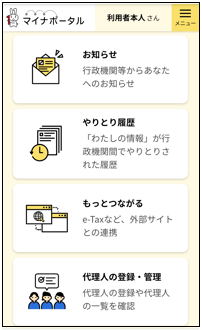 マイナポータル
利用者本人 さん
メニュー
お知らせ
行政機関等からあなた
へのお知らせ
やりとり履歴
「わたしの情報」が行
政機関間でやりとりさ
れた履歴
もっとつながる
e-Taxなど、外部サイト
との連携
代理人の登録・管理
代理人の登録や代理人
の一覧を確認